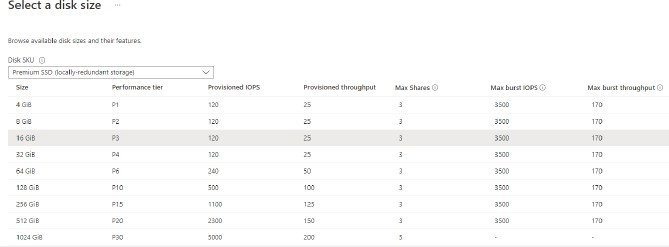 Select a disk size ...
Browse available disk sizes and their features.
Disk SKU
Premium SSD (locally-redundant storage)
Size Performance tier Provisioned IOPS Provisioned throughput Max Shares Max burst IOPS Max burst throughput
4 GiB P1 120 25 3 3500 170
8 GiB P2 120 25 3 3500 170
16 GiB P3 120 25 3 3500 170
32 GiB P4 120 25 3 3500 170
64 GiB P6 240 50 3 3500 170
128 GiB P10 500 100 3 3500 170
256 GiB P15 1100 125 3 3500 170
512 GiB P20 2300 150 3 3500 170
1024 GiB P30 5000 200 5 - -